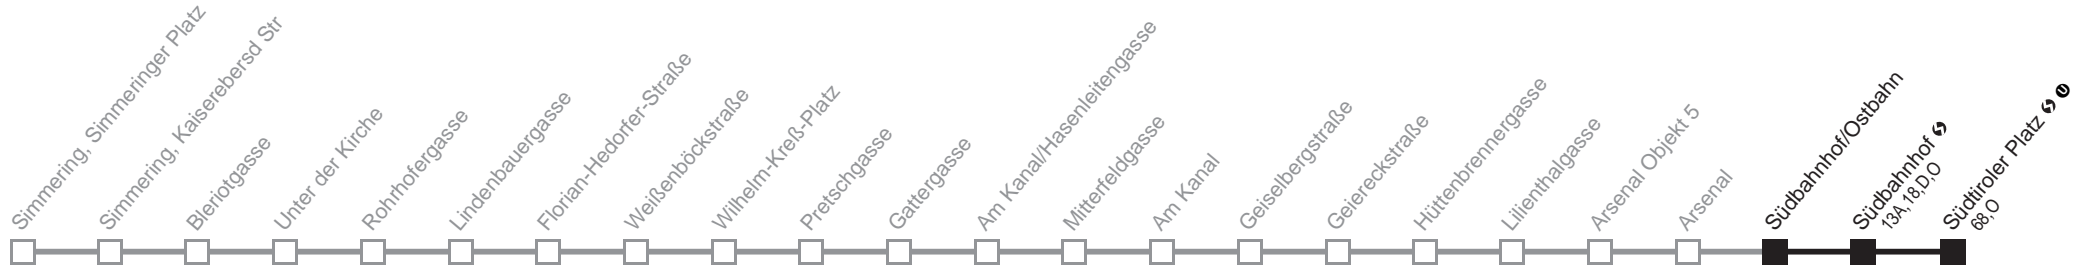 Simmering, Simmeringer Platz
Simmering, Kaiserebersd Str
Bleriotgasse
Unter der Kirche
Rohrhofergasse
Lindenbauergasse
Florian-Hedorfer-Straße
Weißenböckstraße
Wilhelm-Kreß-Platz
Pretschgasse
Gattergasse
Am Kanal/Hasenleitengasse
Mitterfeldgasse
Am Kanal
Geiselbergstraße
Geiereckstraße
Hüttenbrennergasse
Lilienthalgasse
Arsenal Objekt 5
Arsenal
Südbahnhof/Ostbahn
Südbahnhof S
13A,18,D,O
Südtiroler Platz S U
68,O